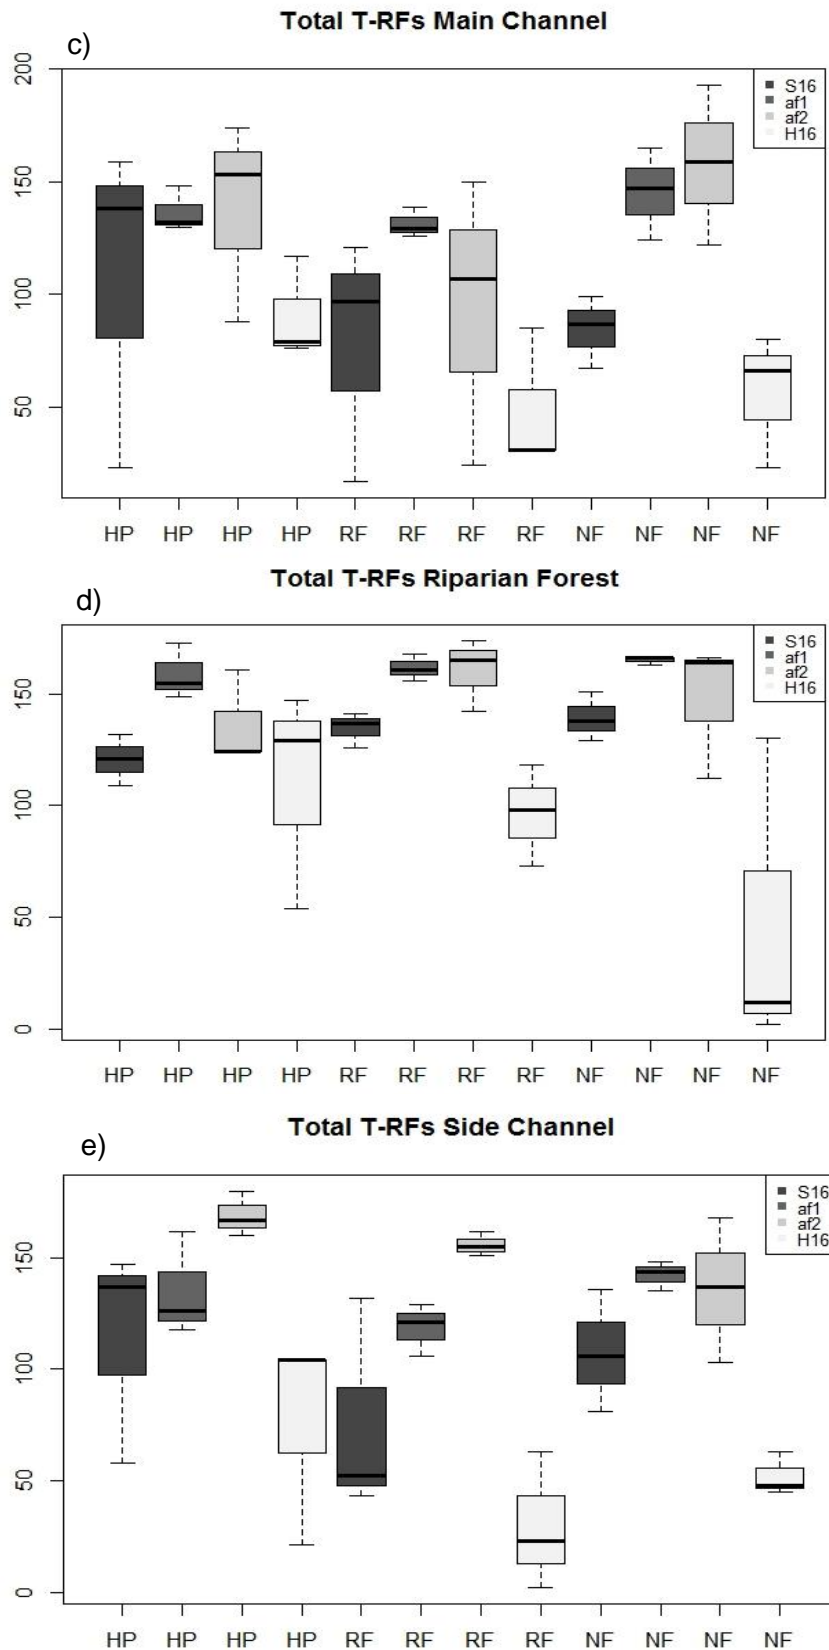 Total T-RFs Main Channel
c)
200
150
100
50
S16
af1
af2
H16
HP HP HP HP RF RF RF RF NF NF NF NF
Total T-RFs Riparian Forest
d)
150
100
50
0
S16
af1
af2
H16
HP HP HP HP RF RF RF RF NF NF NF NF
Total T-RFs Side Channel
e)
150
100
50
0
S16
af1
af2
H16
HP HP HP HP RF RF RF RF NF NF NF NF